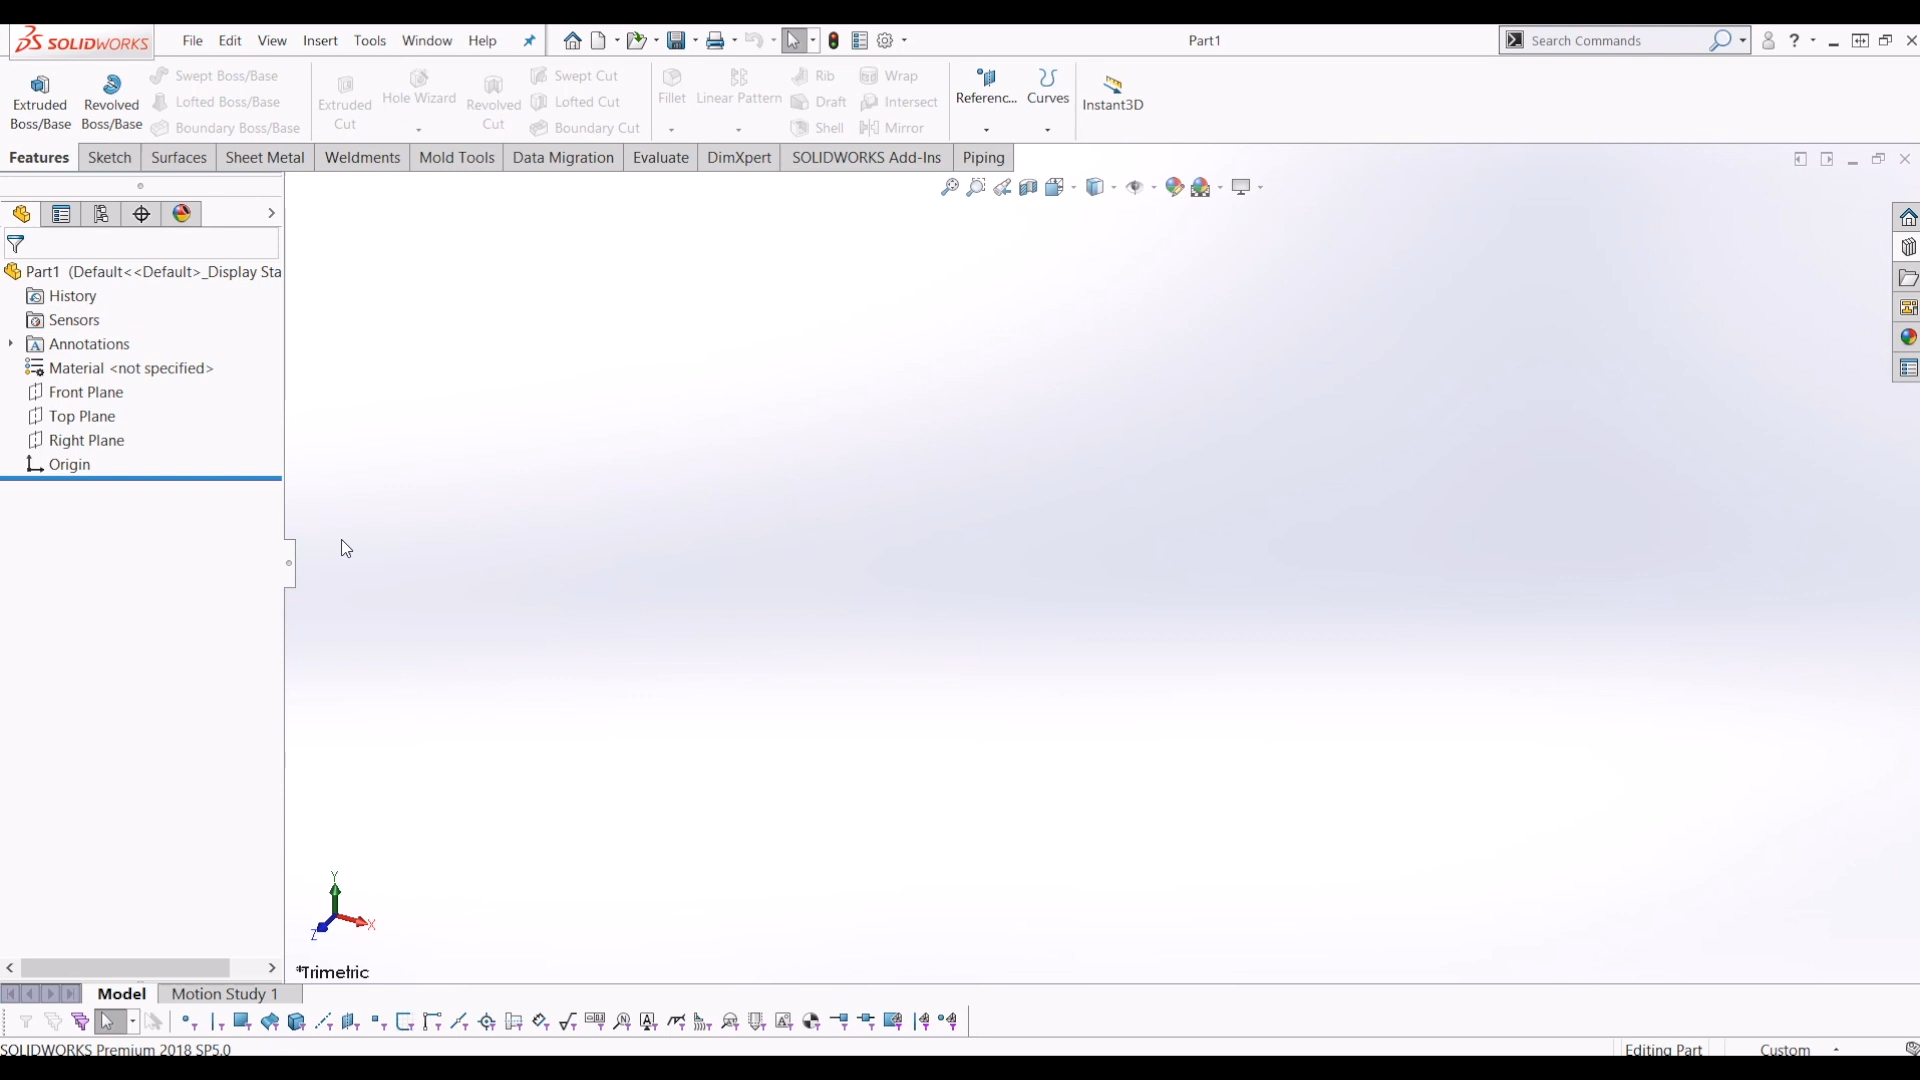 SOLIDWORKS File Edit View Insert Tools Window Help Part1 Search Commands
Extruded Boss/Base
Revolved Boss/Base
Swept Boss/Base
Lofted Boss/Base
Boundary Boss/Base
Extruded Cut
Hole Wizard
Revolved Cut
Swept Cut
Lofted Cut
Boundary Cut
Fillet
Linear Pattern
Rib
Draft
Shell
Wrap
Intersect
Mirror
Referenc...
Curves
Instant3D
Features Sketch Surfaces Sheet Metal Weldments Mold Tools Data Migration Evaluate DimXpert SOLIDWORKS Add-Ins Piping
Part1 (Default<<Default>_Display Sta
History
Sensors
Annotations
Material <not specified>
Front Plane
Top Plane
Right Plane
Origin
Y
X
Z
*Trimetric
Model Motion Study 1
SOLIDWORKS Premium 2018 SP5.0 Editing Part Custom